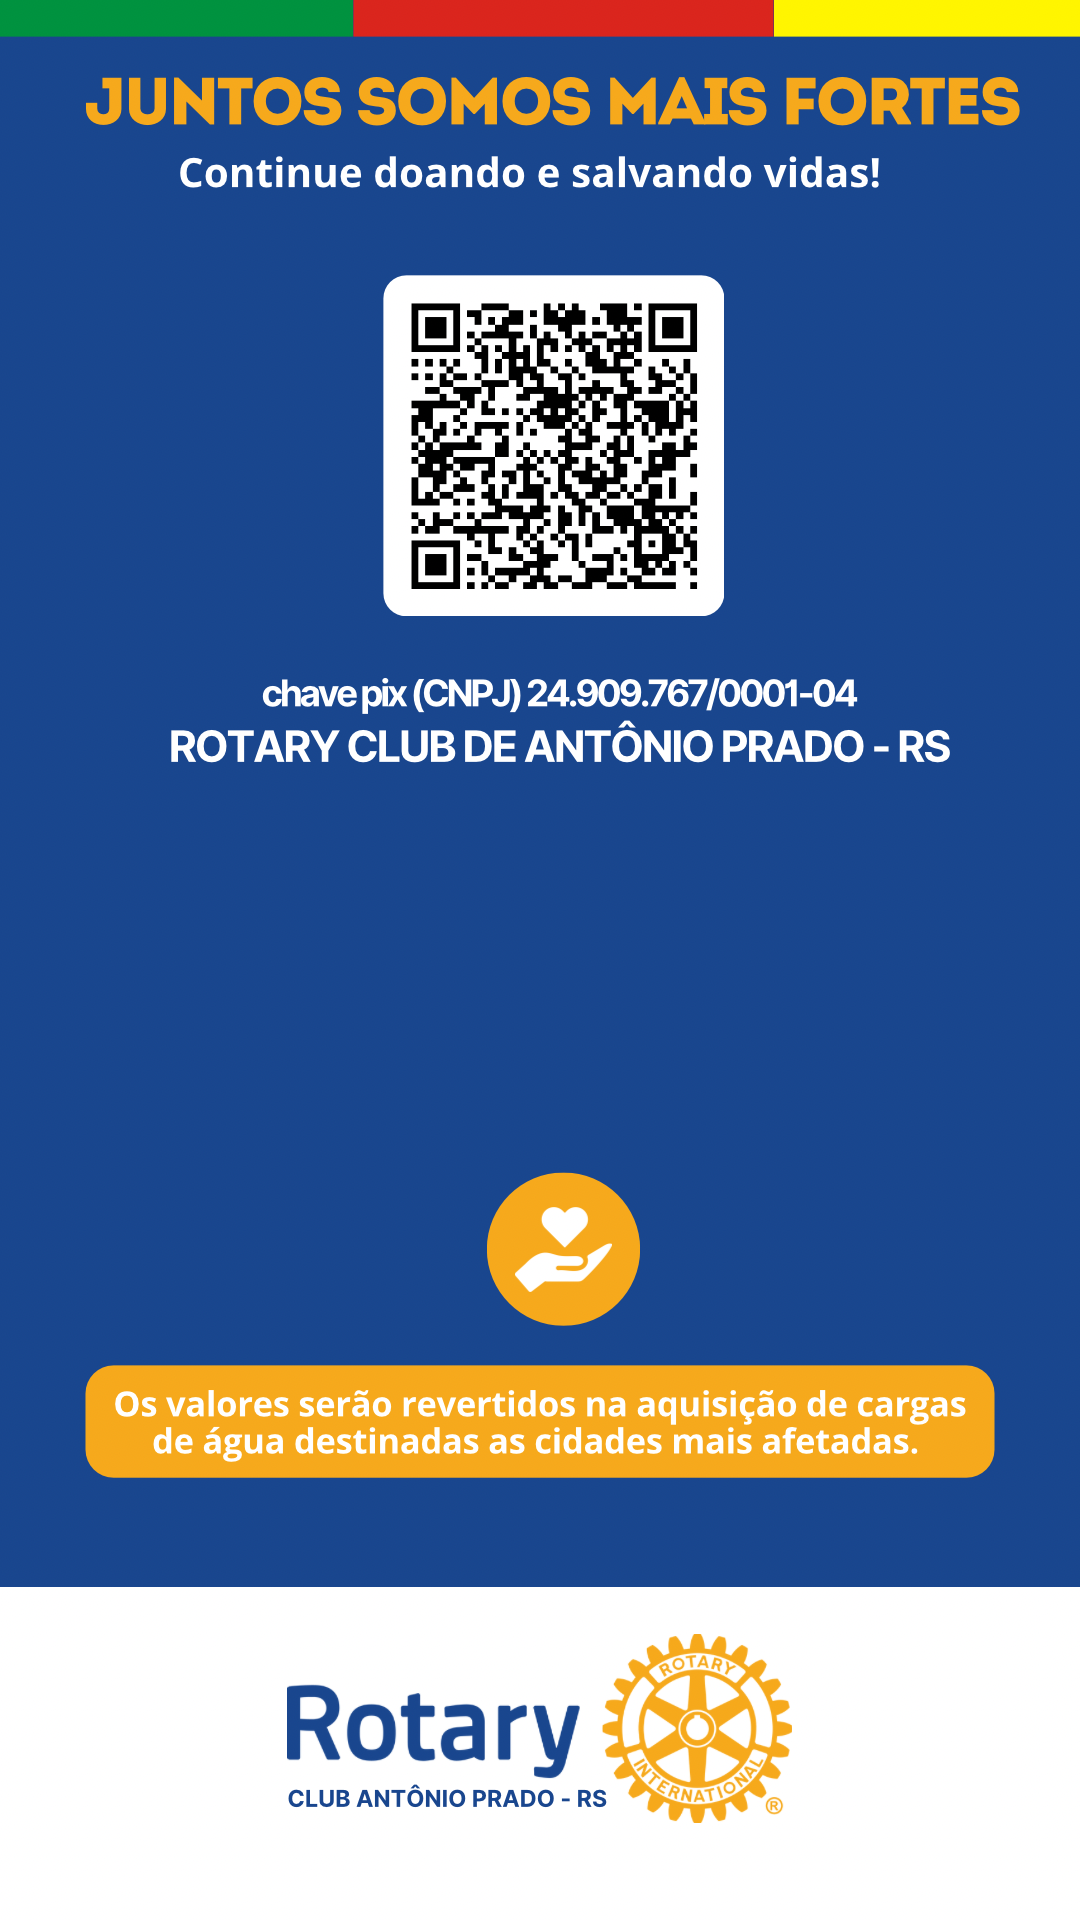 JUNTOS SOMOS MAIS FORTES
Continue doando e salvando vidas!
chave pix (CNPJ) 24.909.767/0001-04
ROTARY CLUB DE ANTÔNIO PRADO - RS
Os valores serão revertidos na aquisição de cargas
de água destinadas as cidades mais afetadas.
Rotary
CLUB ANTÔNIO PRADO - RS
ROTARY
INTERNATIONAL
®